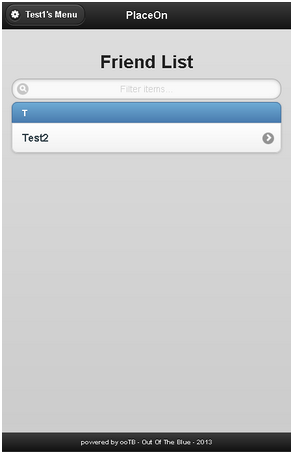 Test1's Menu PlaceOn
Friend List
Filter items...
T
Test2
powered by ooTB - Out Of The Blue - 2013